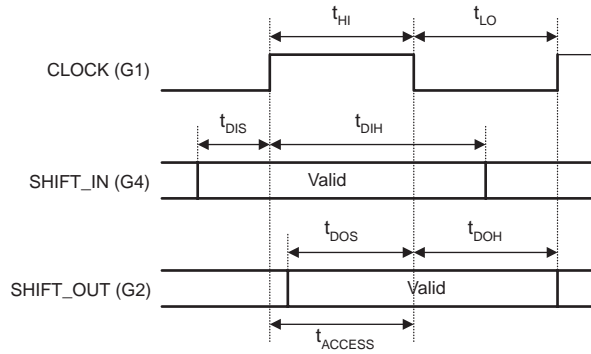 tHI tLO
CLOCK (G1)
tDIS tDIH
SHIFT_IN (G4) Valid
tDOS tDOH
SHIFT_OUT (G2) Valid
tACCESS